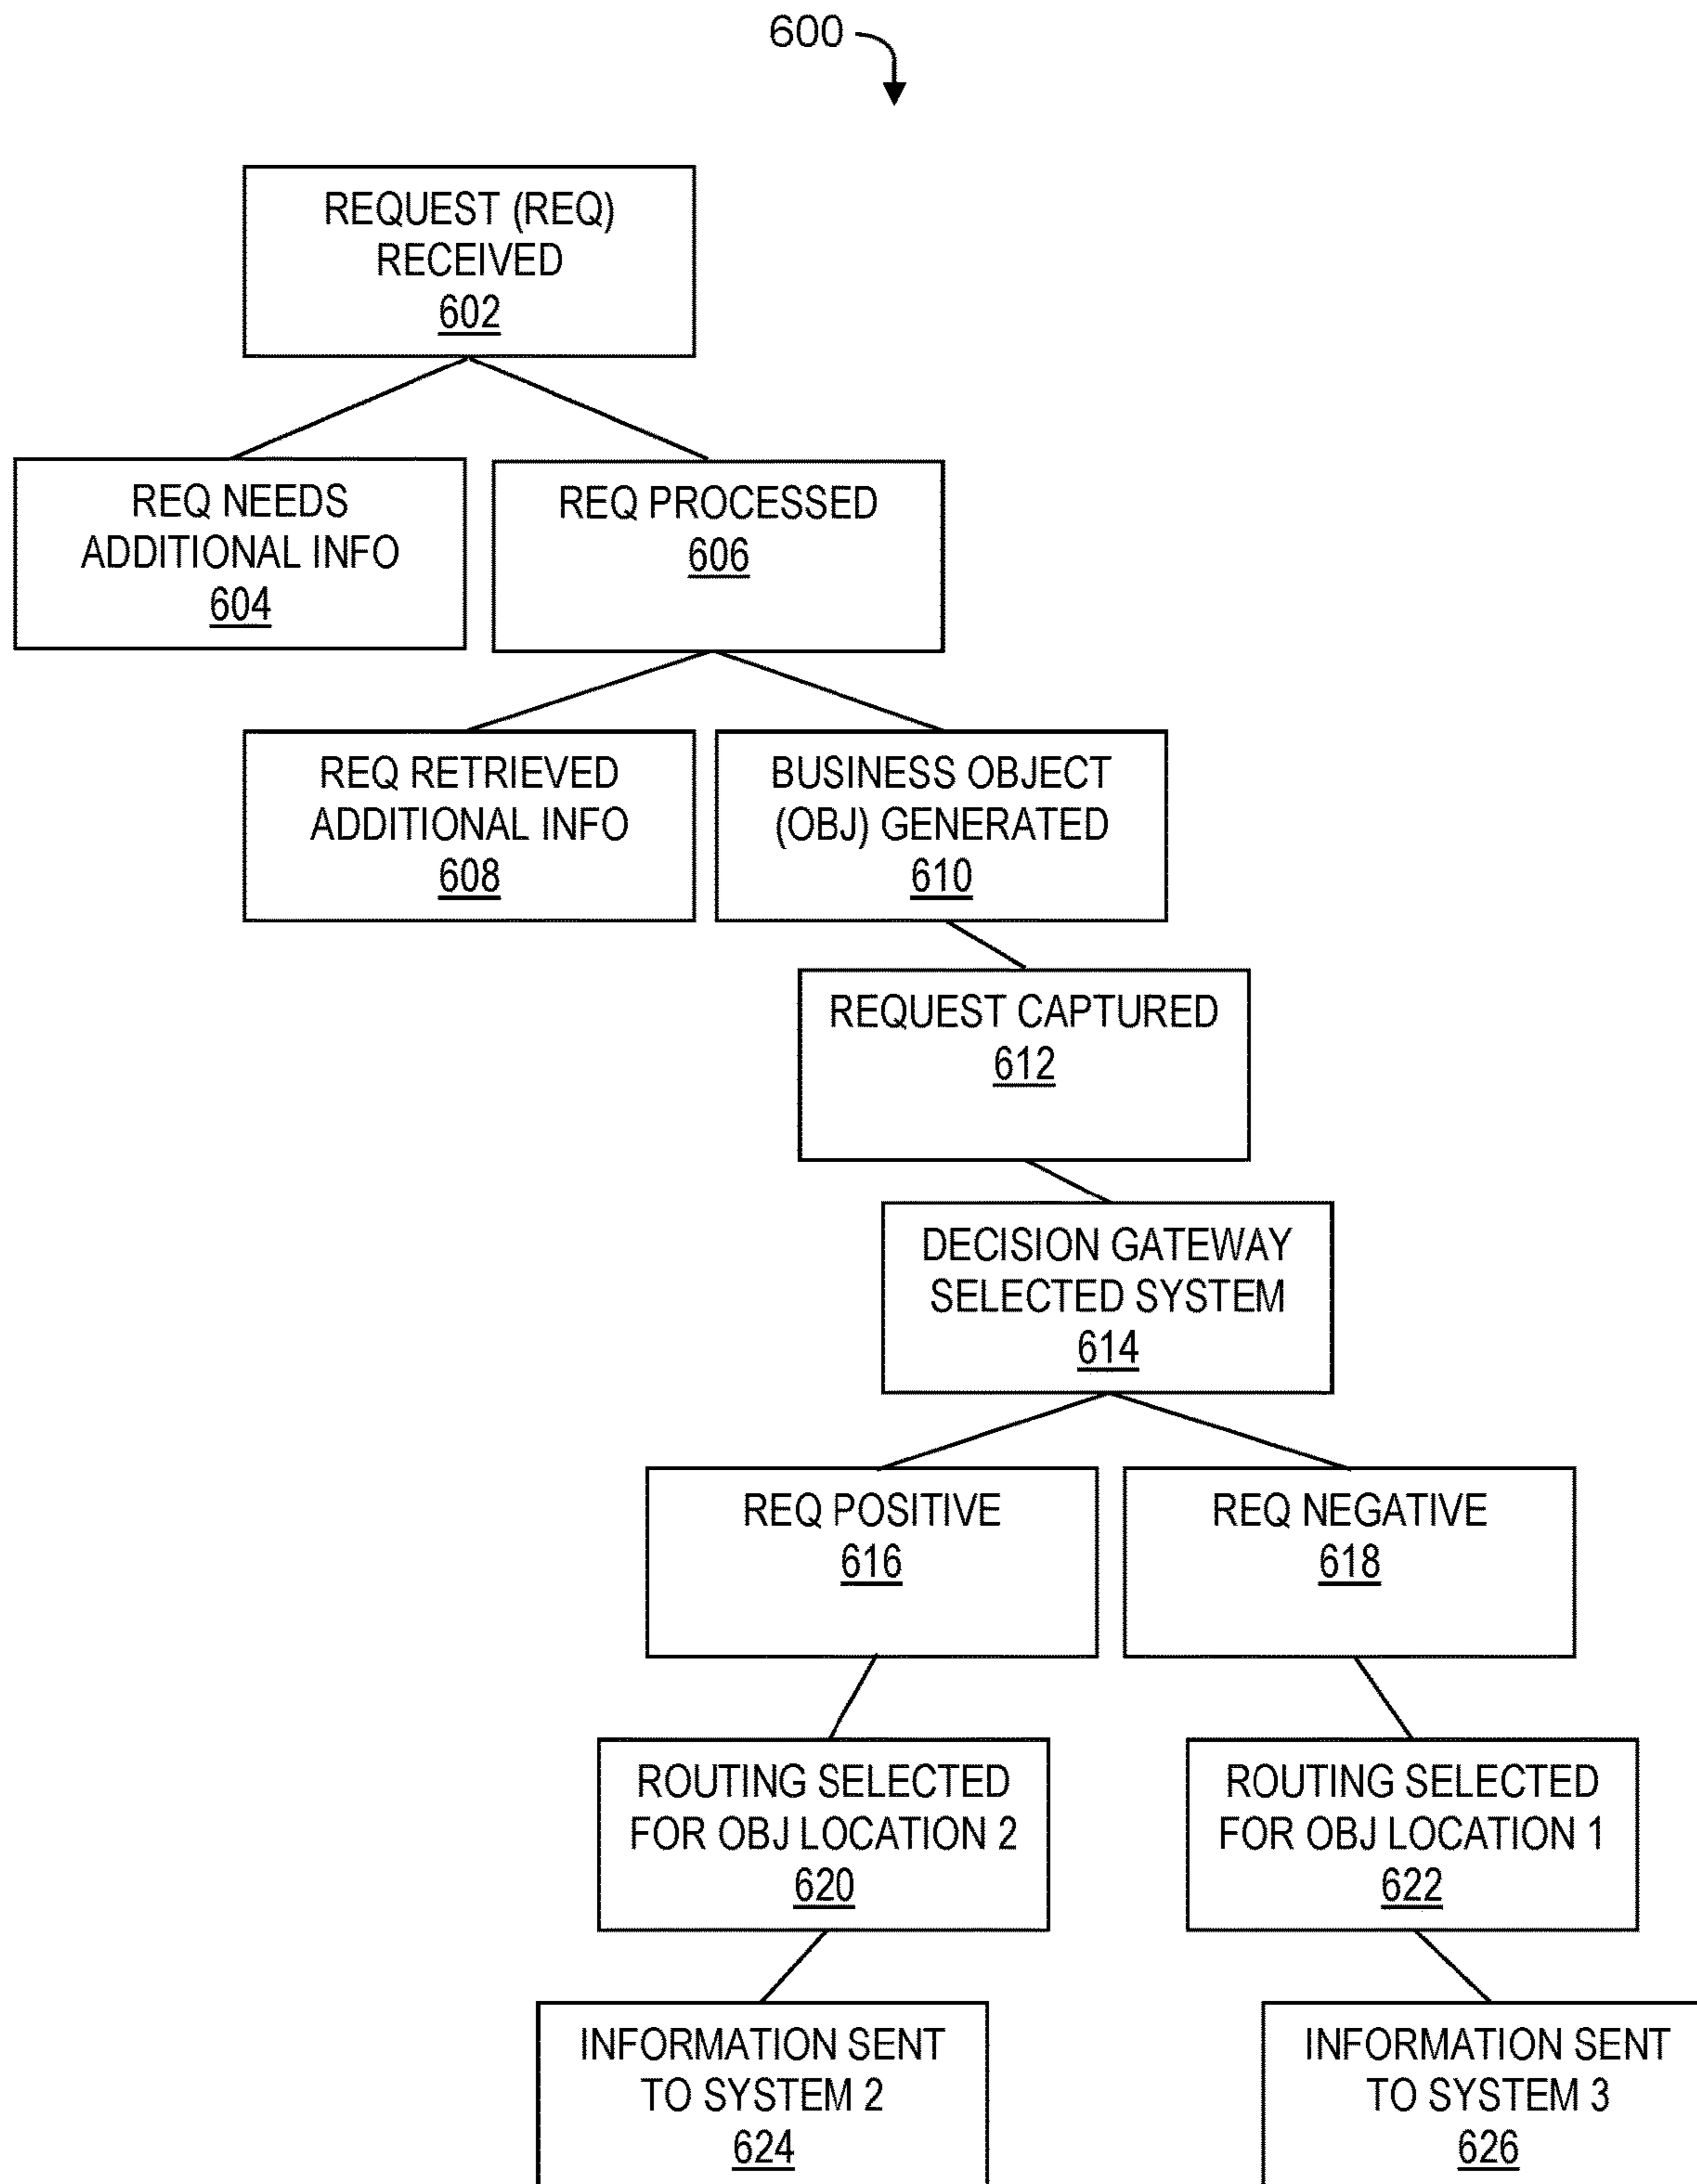 600
REQUEST (REQ)
RECEIVED
602
REQ NEEDS
ADDITIONAL INFO
604
REQ PROCESSED
606
REQ RETRIEVED
ADDITIONAL INFO
608
BUSINESS OBJECT
(OBJ) GENERATED
610
REQUEST CAPTURED
612
DECISION GATEWAY
SELECTED SYSTEM
614
REQ POSITIVE
616
REQ NEGATIVE
618
ROUTING SELECTED
FOR OBJ LOCATION 2
620
ROUTING SELECTED
FOR OBJ LOCATION 1
622
INFORMATION SENT
TO SYSTEM 2
624
INFORMATION SENT
TO SYSTEM 3
626